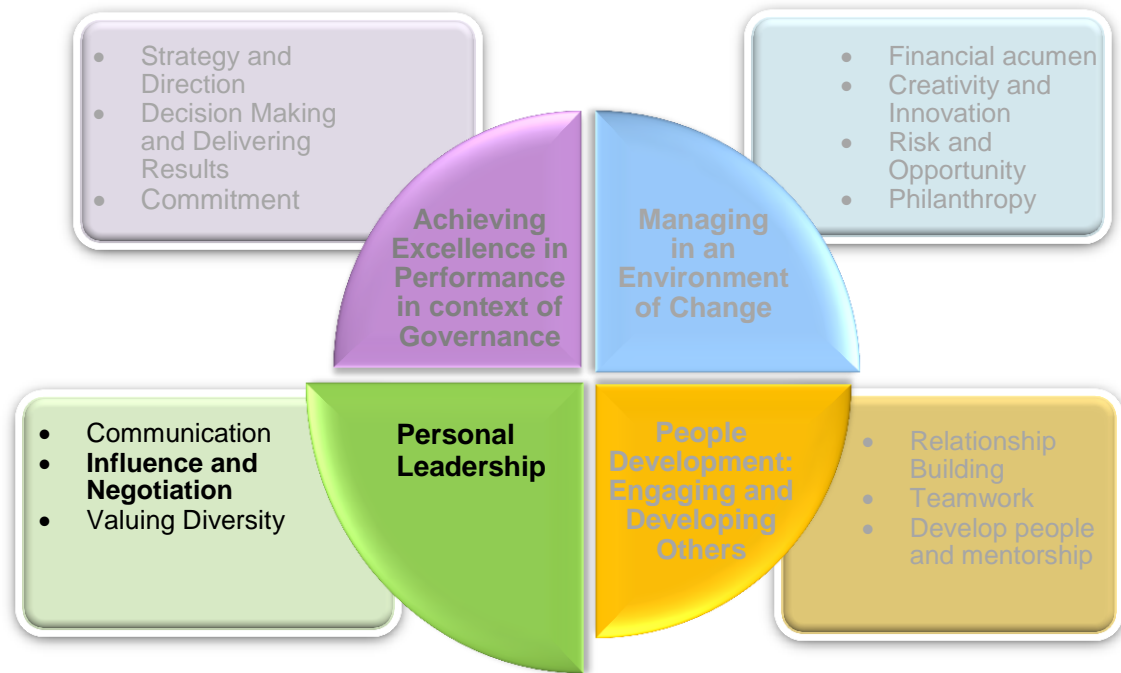 • Strategy and
Direction
• Decision Making
and Delivering
Results
• Commitment
• Financial acumen
• Creativity and
Innovation
• Risk and
Opportunity
• Philanthropy
Achieving
Excellence in
Performance
in context of
Governance
Managing
in an
Environment
of Change
• Communication
• Influence and
Negotiation
• Valuing Diversity
Personal
Leadership
People
Development:
Engaging and
Developing
Others
• Relationship
Building
• Teamwork
• Develop people
and mentorship